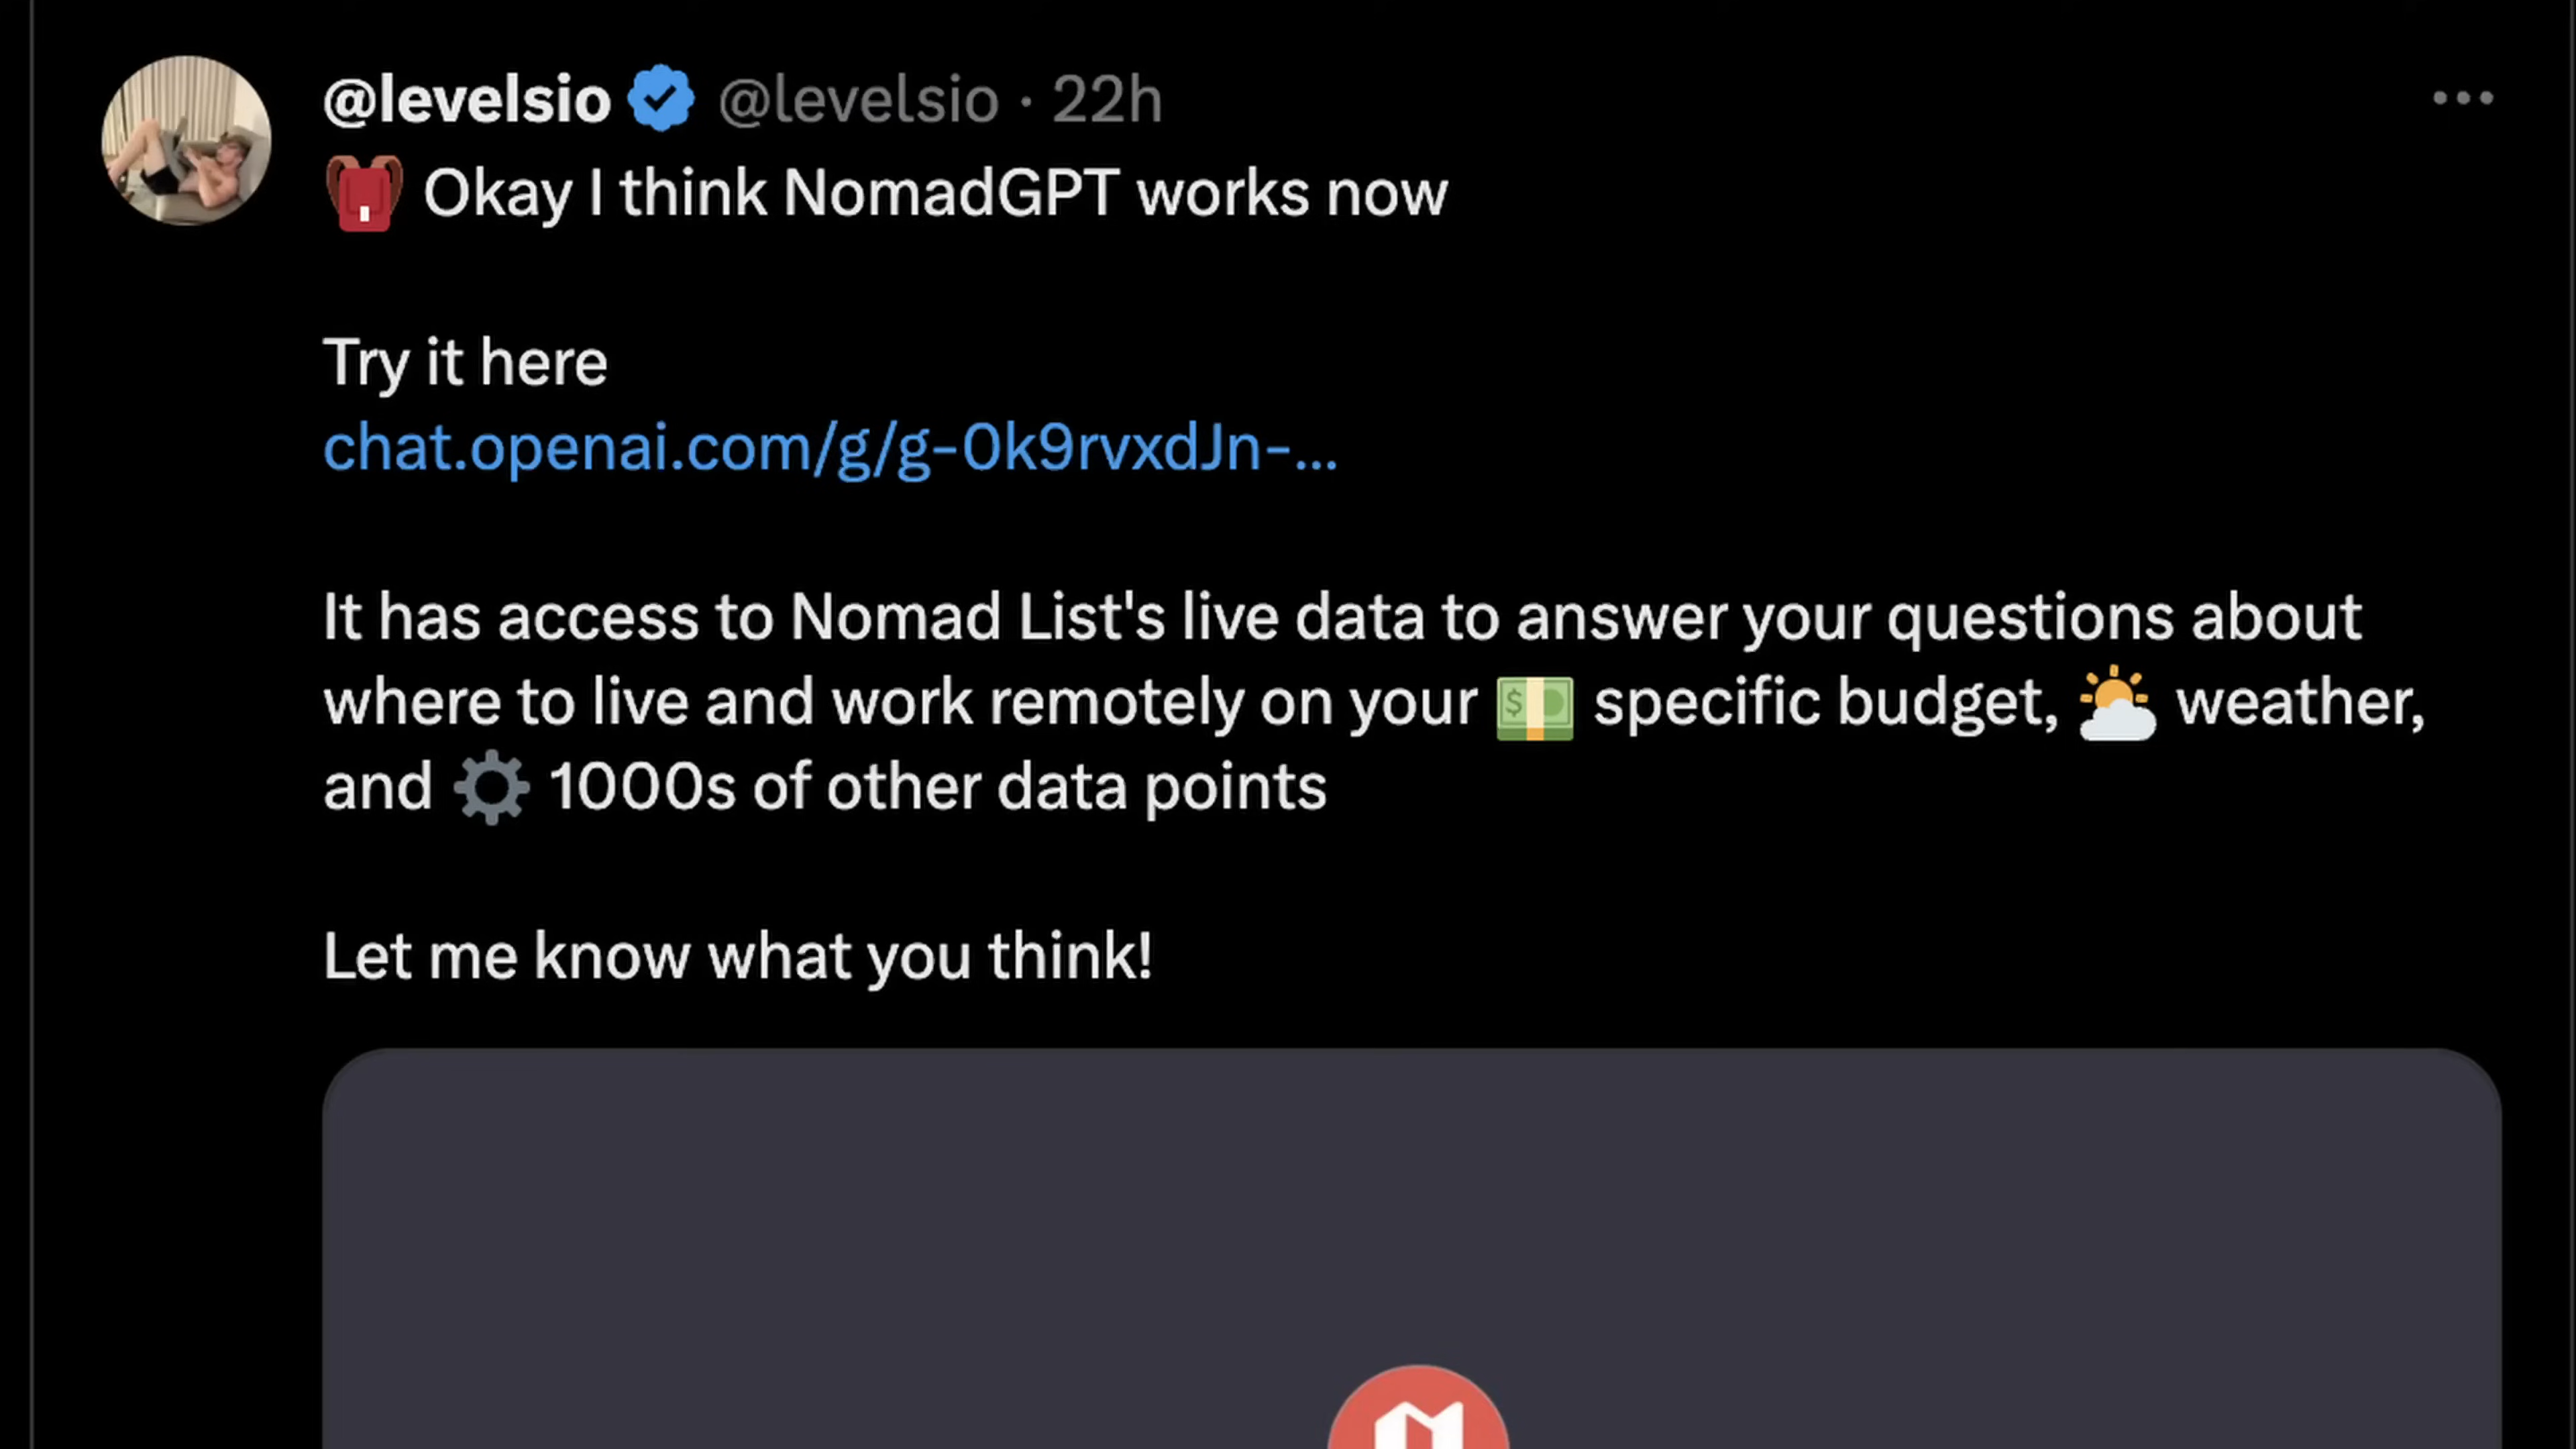 @levelsio @levelsio · 22h
🎒 Okay I think NomadGPT works now
Try it here
chat.openai.com/g/g-0k9rvxdJn-...
It has access to Nomad List's live data to answer your questions about
where to live and work remotely on your 💵 specific budget, 🌤️ weather,
and ⚙️ 1000s of other data points
Let me know what you think!